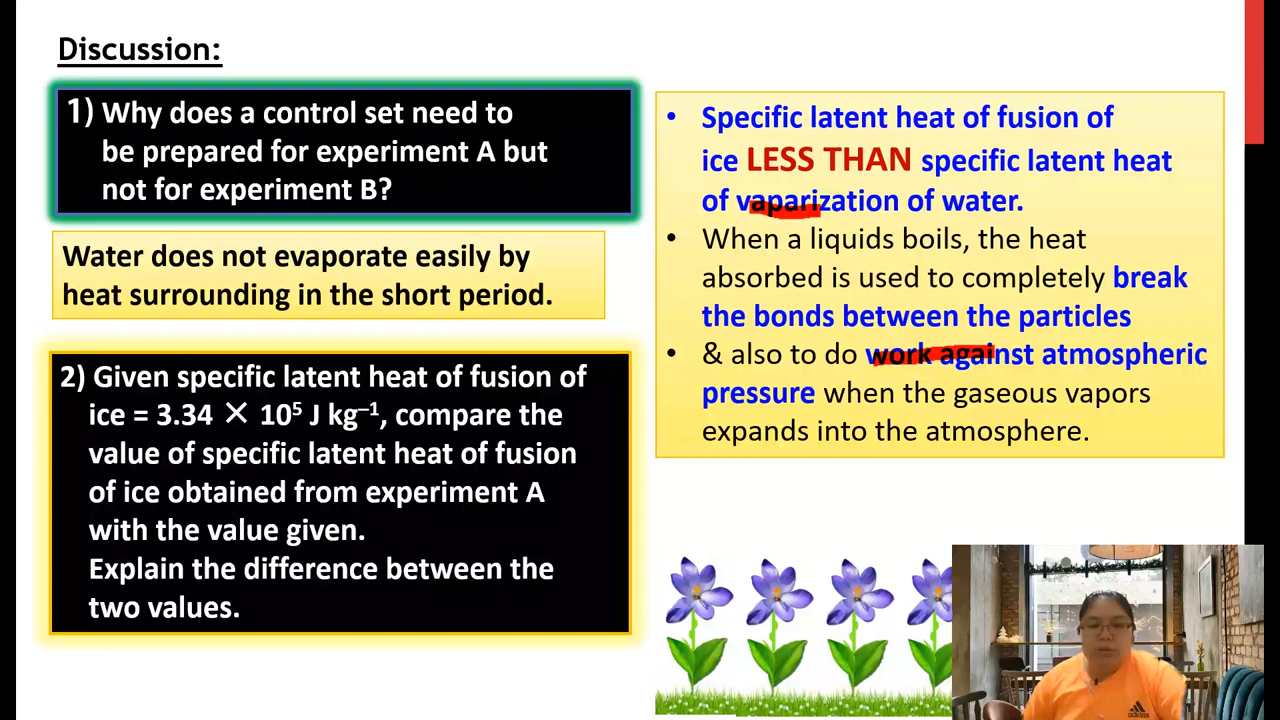 Discussion:
1) Why does a control set need to
be prepared for experiment A but
not for experiment B?
Water does not evaporate easily by
heat surrounding in the short period.
2) Given specific latent heat of fusion of
ice = 3.34 × 10⁵ J kg⁻¹, compare the
value of specific latent heat of fusion
of ice obtained from experiment A
with the value given.
Explain the difference between the
two values.
• Specific latent heat of fusion of
ice LESS THAN specific latent heat
of vaparization of water.
• When a liquids boils, the heat
absorbed is used to completely break
the bonds between the particles
• & also to do work against atmospheric
pressure when the gaseous vapors
expands into the atmosphere.
adidas